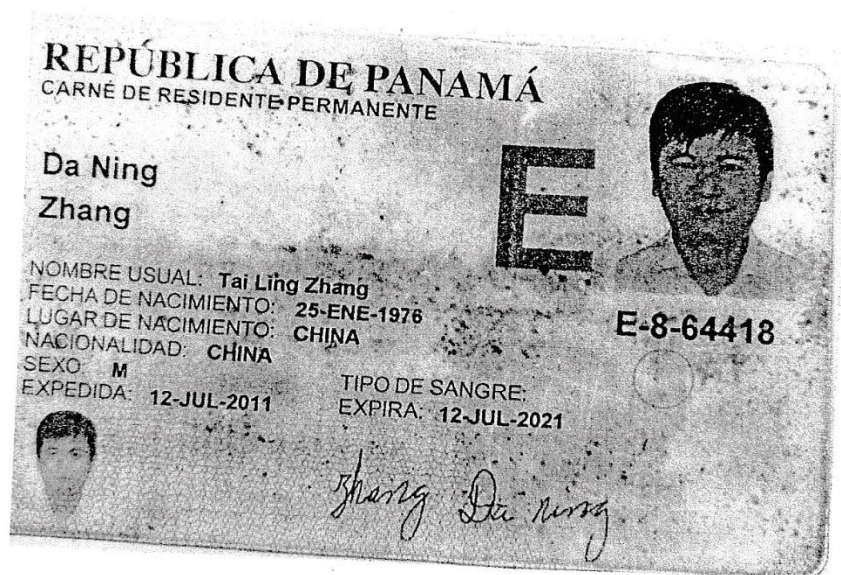 REPÚBLICA DE PANAMÁ
CARNÉ DE RESIDENTE PERMANENTE
Da Ning
Zhang
E
NOMBRE USUAL: Tai Ling Zhang
FECHA DE NACIMIENTO: 25-ENE-1976
LUGAR DE NACIMIENTO: CHINA
NACIONALIDAD: CHINA
SEXO: M
TIPO DE SANGRE:
EXPEDIDA: 12-JUL-2011
EXPIRA: 12-JUL-2021
E-8-64418
Zhang Da ning